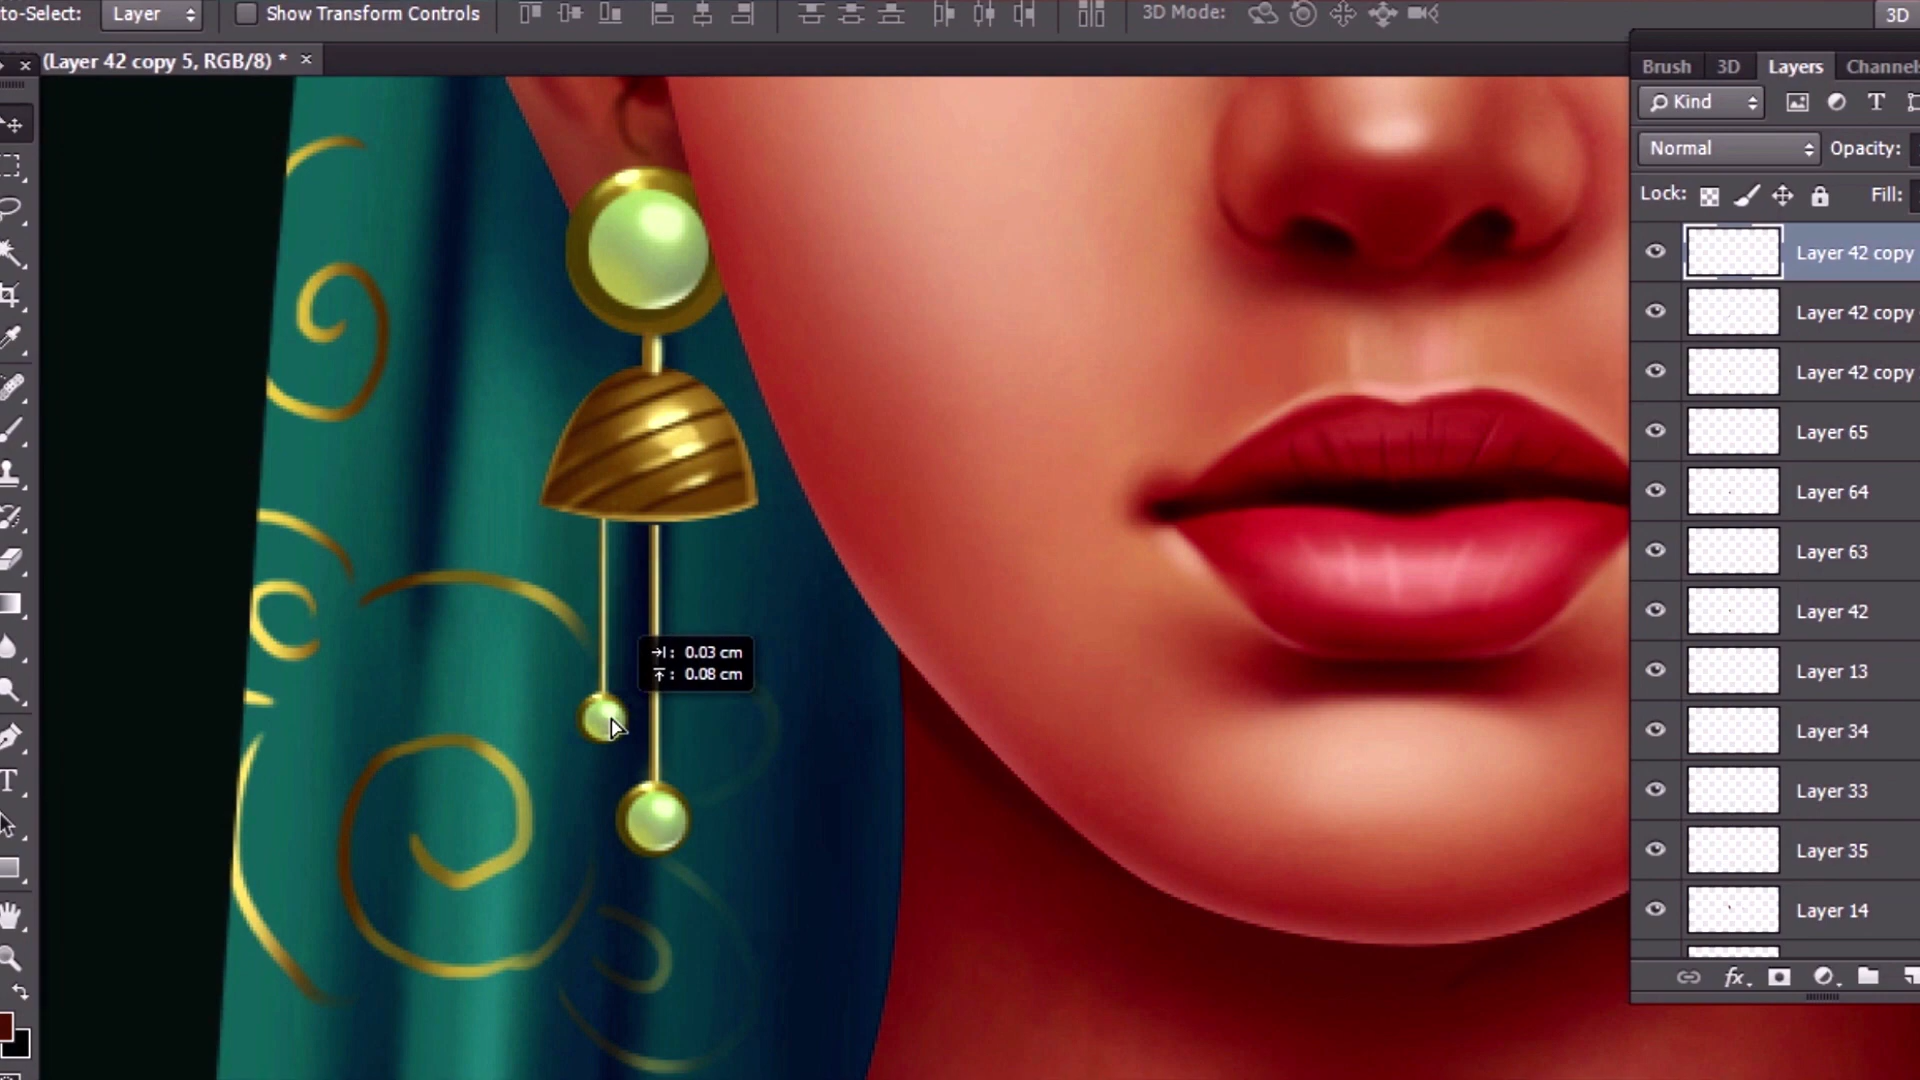 to-Select: Layer Show Transform Controls 3D Mode: 3D
(Layer 42 copy 5, RGB/8) * ×
Brush 3D Layers Channels
Kind
Normal Opacity:
Lock: Fill:
Layer 42 copy
Layer 42 copy
Layer 42 copy
Layer 65
Layer 64
Layer 63
Layer 42
Layer 13
Layer 34
Layer 33
Layer 35
Layer 14
fx
: 0.03 cm
: 0.08 cm